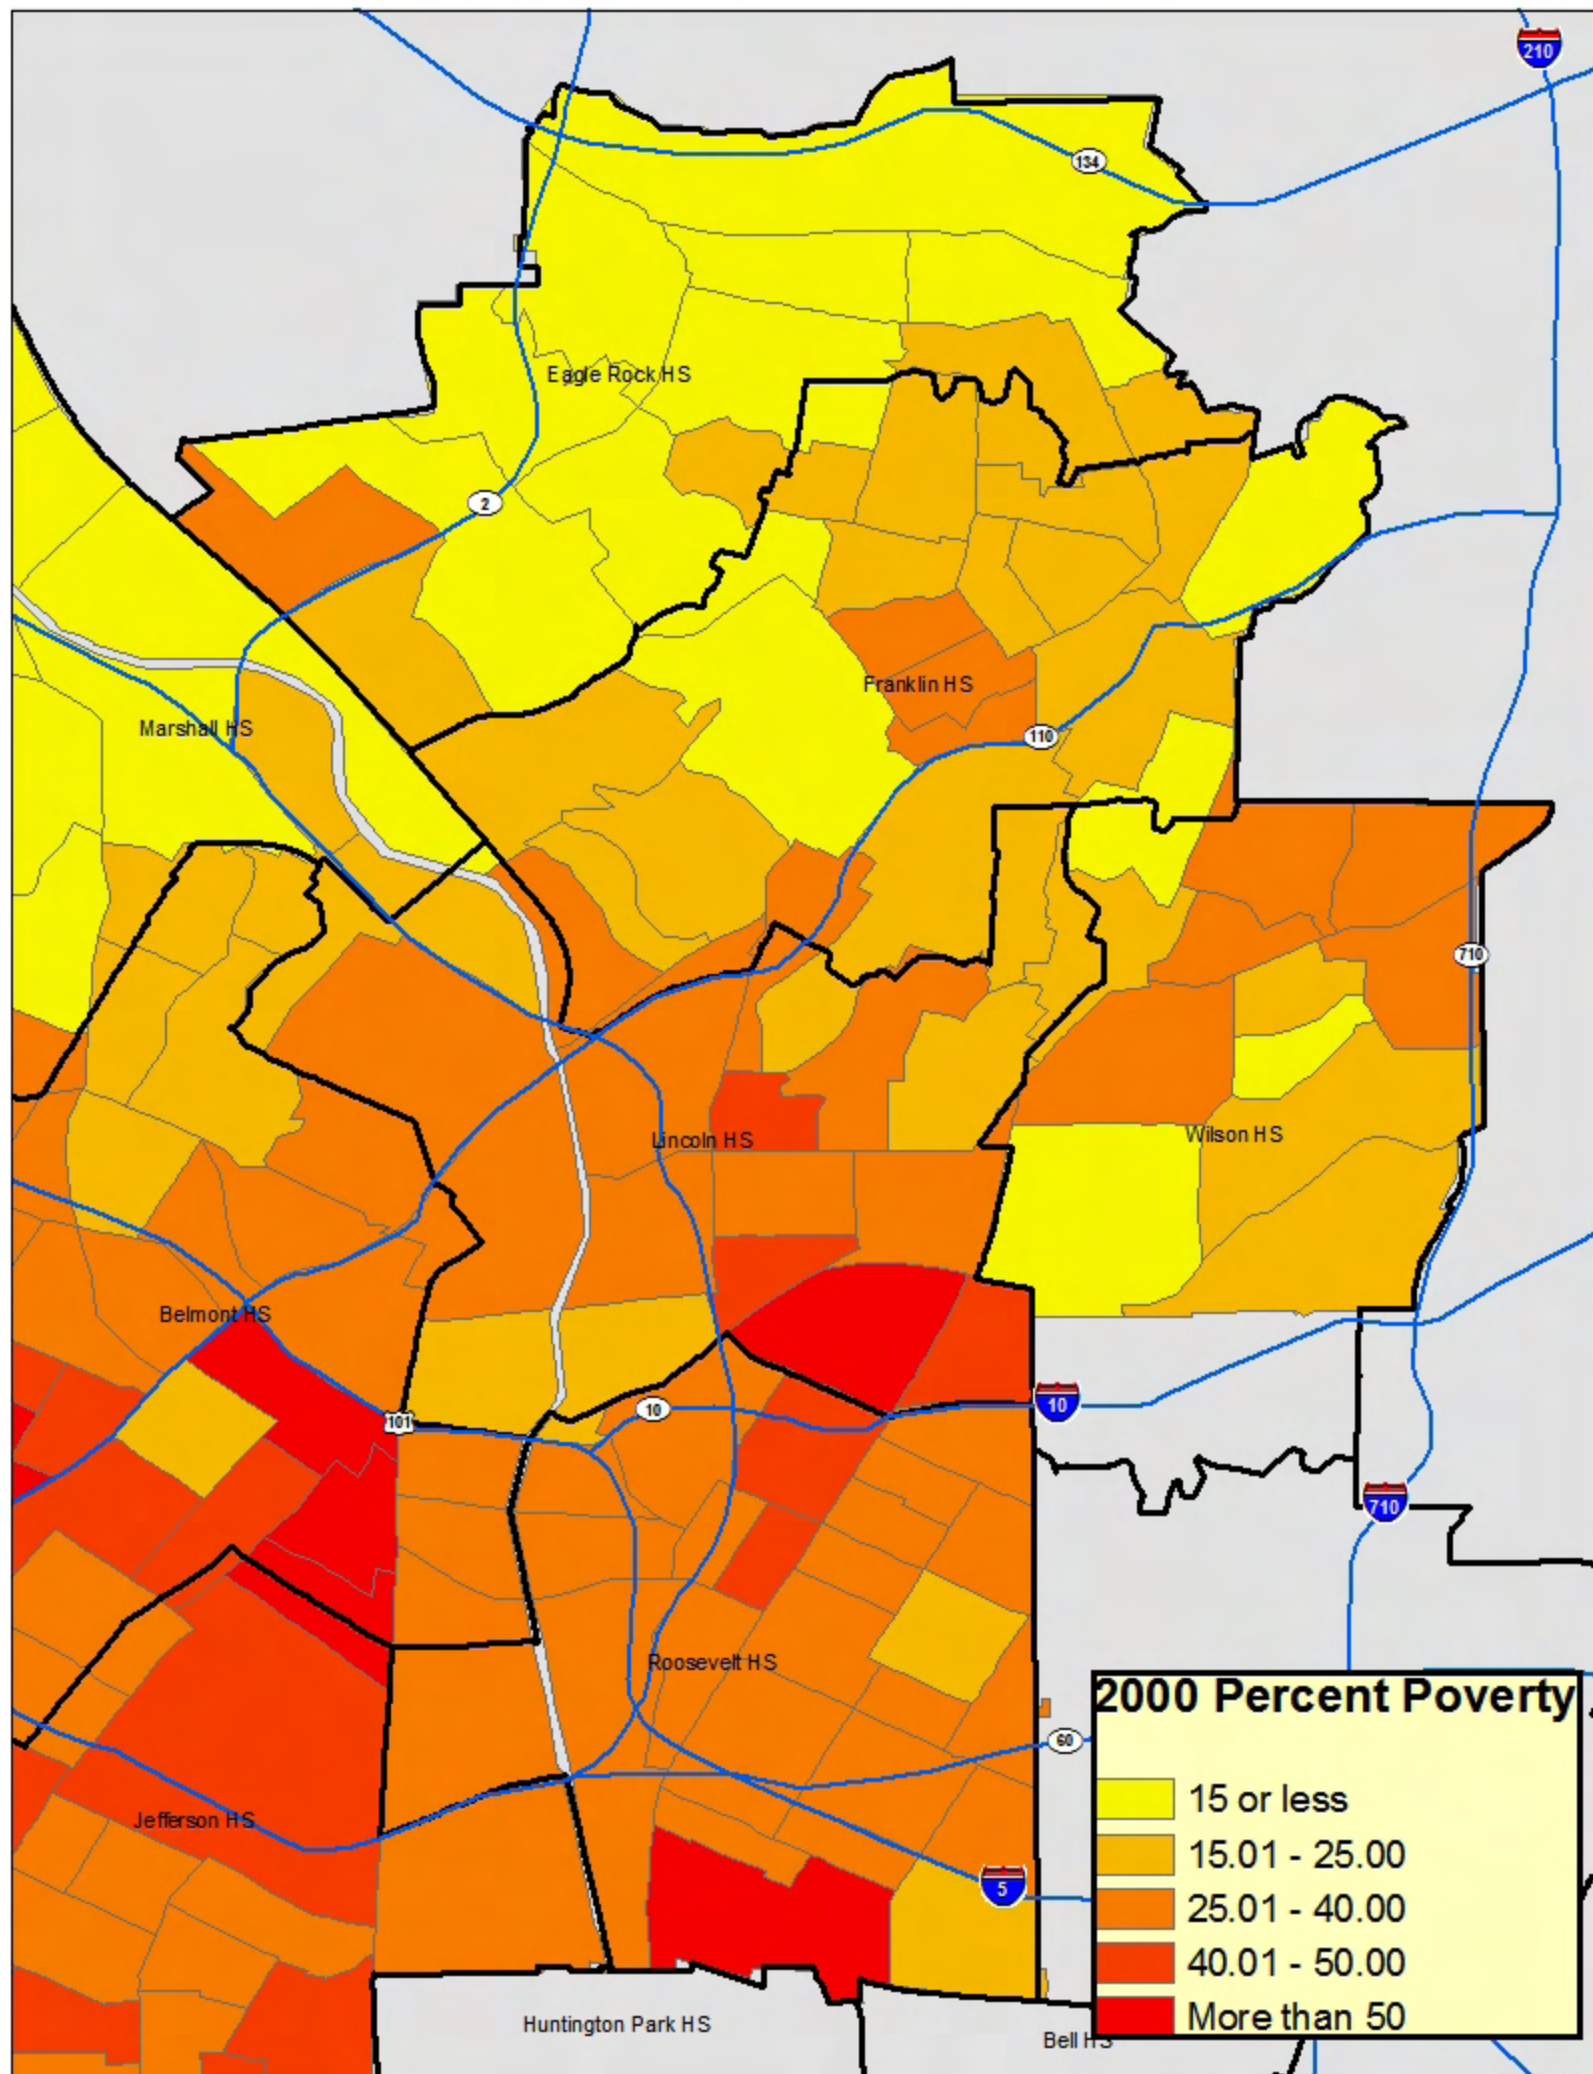 210
134
Eagle Rock HS
2
Franklin HS
Marshall HS
110
710
Lincoln HS
Wilson HS
Belmont HS
10
10
101
710
Roosevelt HS
2000 Percent Poverty
60
15 or less
Jefferson HS
15.01 - 25.00
5
25.01 - 40.00
40.01 - 50.00
More than 50
Huntington Park HS
Bell HS